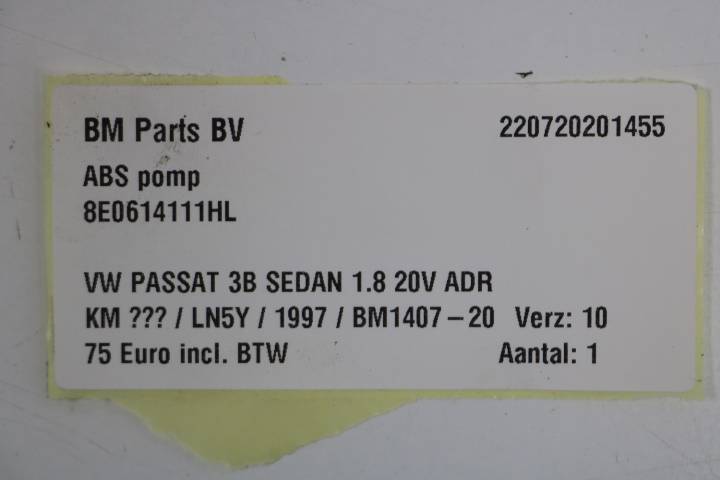 BM Parts BV 220720201455
ABS pomp
8E0614111HL
VW PASSAT 3B SEDAN 1.8 20V ADR
KM ??? / LN5Y / 1997 / BM1407-20 Verz: 10
75 Euro incl. BTW Aantal: 1